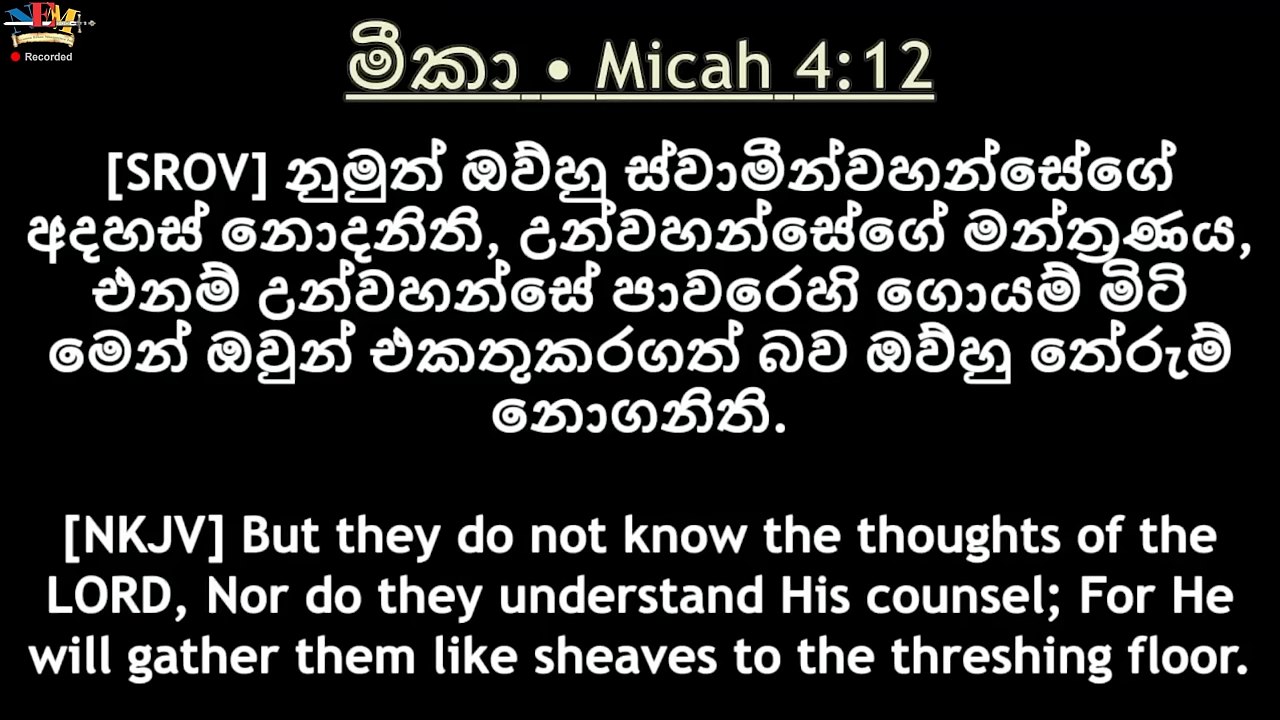 NEM
Recorded
මීකා • Micah 4:12
[SROV] නුමුත් ඔව්හු ස්වාමීන්වහන්සේගේ
අදහස් නොදනිති, උන්වහන්සේගේ මන්ත්‍රණය,
එනම් උන්වහන්සේ පාවරෙහි ගොයම් මිටි
මෙන් ඔවුන් එකතුකරගත් බව ඔව්හු තේරුම්
නොගනිති.
[NKJV] But they do not know the thoughts of the
LORD, Nor do they understand His counsel; For He
will gather them like sheaves to the threshing floor.